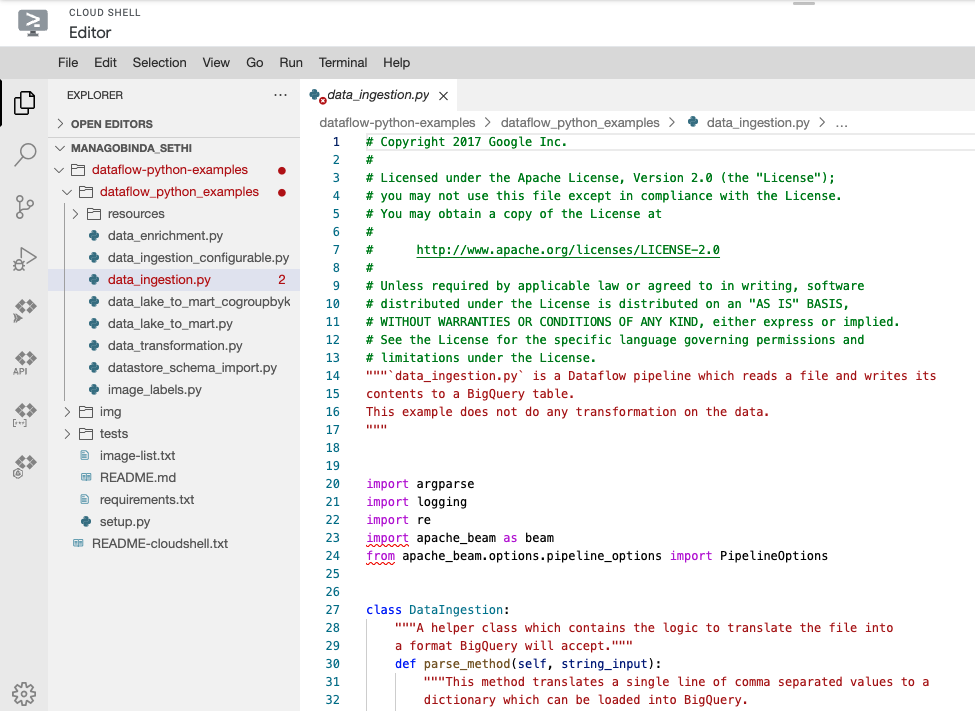 CLOUD SHELL
Editor
File Edit Selection View Go Run Terminal Help
EXPLORER ...
OPEN EDITORS
MANAGOBINDA_SETHI
dataflow-python-examples
dataflow_python_examples
resources
data_enrichment.py
data_ingestion_configurable.py
data_ingestion.py 2
data_lake_to_mart_cogroupbyk
data_lake_to_mart.py
data_transformation.py
datastore_schema_import.py
image_labels.py
img
tests
image-list.txt
README.md
requirements.txt
setup.py
README-cloudshell.txt
API
data_ingestion.py
dataflow-python-examples > dataflow_python_examples > data_ingestion.py > ...
1 # Copyright 2017 Google Inc.
2 #
3 # Licensed under the Apache License, Version 2.0 (the "License");
4 # you may not use this file except in compliance with the License.
5 # You may obtain a copy of the License at
6 #
7 #      http://www.apache.org/licenses/LICENSE-2.0
8 #
9 # Unless required by applicable law or agreed to in writing, software
10 # distributed under the License is distributed on an "AS IS" BASIS,
11 # WITHOUT WARRANTIES OR CONDITIONS OF ANY KIND, either express or implied.
12 # See the License for the specific language governing permissions and
13 # limitations under the License.
14 """`data_ingestion.py` is a Dataflow pipeline which reads a file and writes its
15 contents to a BigQuery table.
16 This example does not do any transformation on the data.
17 """
18
19
20 import argparse
21 import logging
22 import re
23 import apache_beam as beam
24 from apache_beam.options.pipeline_options import PipelineOptions
25
26
27 class DataIngestion:
28     """A helper class which contains the logic to translate the file into
29     a format BigQuery will accept."""
30     def parse_method(self, string_input):
31         """This method translates a single line of comma separated values to a
32         dictionary which can be loaded into BigQuery.